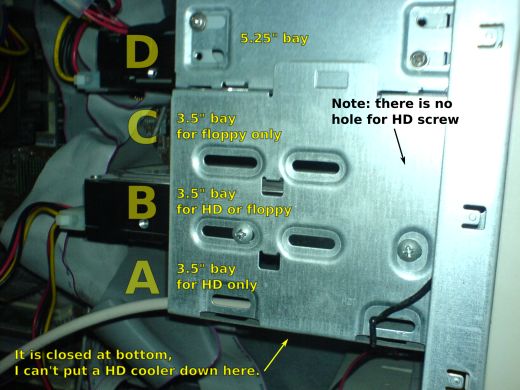 D
5.25" bay
Note: there is no
hole for HD screw
C
3.5" bay
for floppy only
B
3.5" bay
for HD or floppy
A
3.5" bay
for HD only
It is closed at bottom,
I can't put a HD cooler down here.